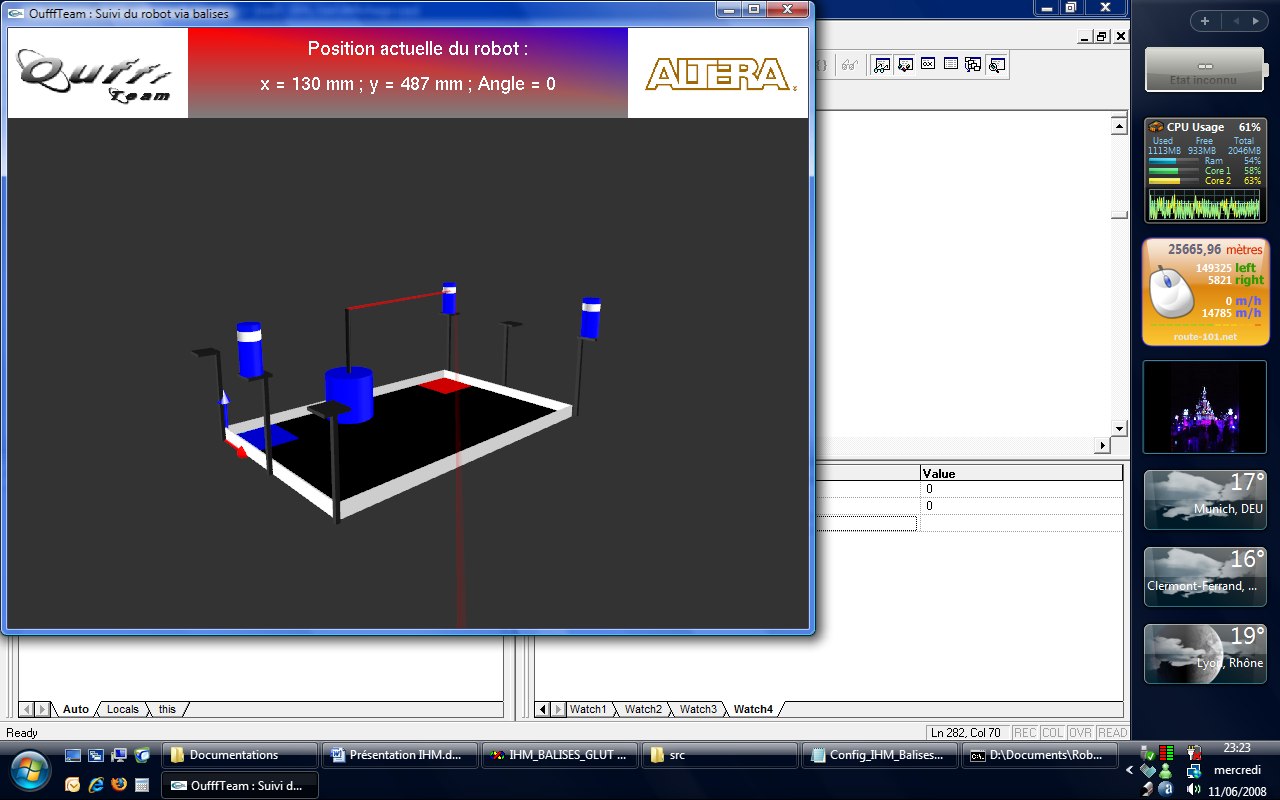 OufffTeam : Suivi du robot via balises
Oufff
Team
Position actuelle du robot :
x = 130 mm ; y = 487 mm ; Angle = 0
ALTERA
Value
0
0
Auto
Locals
this
Watch1
Watch2
Watch3
Watch4
Ready
Ln 282, Col 70
REC COL OVR READ
Etat inconnu
CPU Usage 61%
Used Free Total
1113MB 933MB 2046MB
Ram 54%
Core 1 58%
Core 2 63%
25665,96 mètres
149325 left
5821 right
0 m/h
14785 m/h
route-101.net
17°
Munich, DEU
16°
Clermont-Ferrand, ...
19°
Lyon, Rhône
Documentations
Présentation IHM.d...
IHM_BALISES_GLUT ...
src
Config_IHM_Balises...
D:\Documents\Rob...
OufffTeam : Suivi d...
23:23
mercredi
11/06/2008